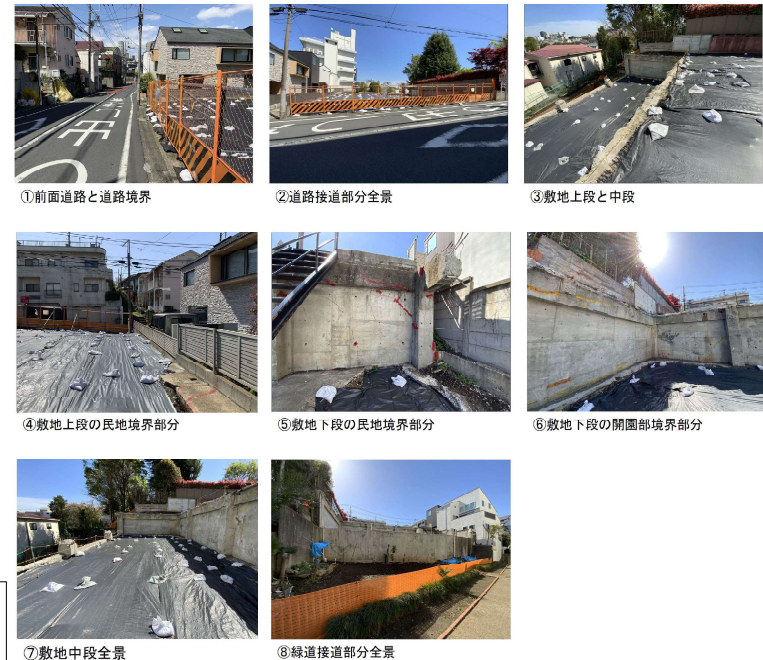 ①前面道路と道路境界
②道路接道部分全景
③敷地上段と中段
④敷地上段の民地境界部分
⑤敷地下段の民地境界部分
⑥敷地下段の開園部境界部分
⑦敷地中段全景
⑧緑道接道部分全景